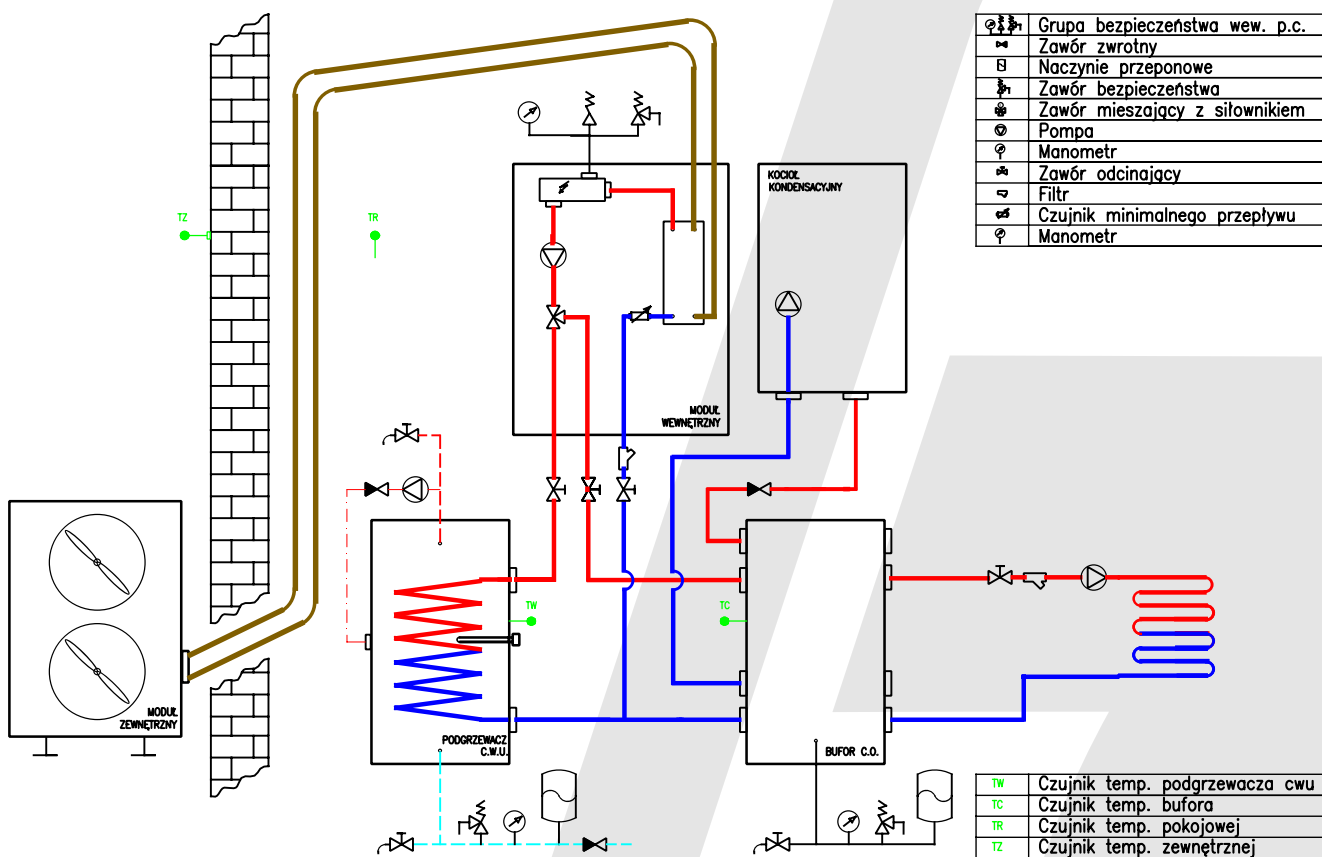 Grupa bezpieczeństwa wew. p.c.
Zawór zwrotny
Naczynie przeponowe
Zawór bezpieczeństwa
Zawór mieszający z siłownikiem
Pompa
Manometr
Zawór odcinający
Filtr
Czujnik minimalnego przepływu
Manometr
KOCIOŁ
KONDENSACYJNY
TZ
TR
MODUŁ
WEWNĘTRZNY
TW
TC
MODUŁ
ZEWNĘTRZNY
PODGRZEWACZ
C.W.U.
BUFOR C.O.
TW Czujnik temp. podgrzewacza cwu
TC Czujnik temp. bufora
TR Czujnik temp. pokojowej
TZ Czujnik temp. zewnętrznej